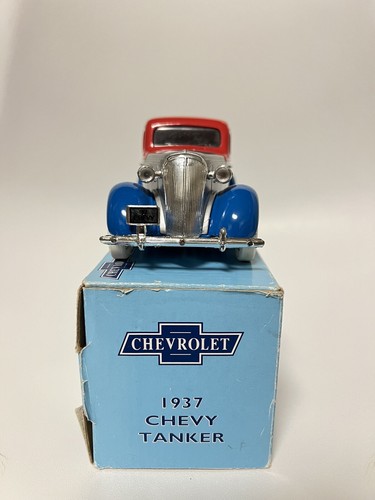 CHEVROLET
1937
CHEVY
TANKER